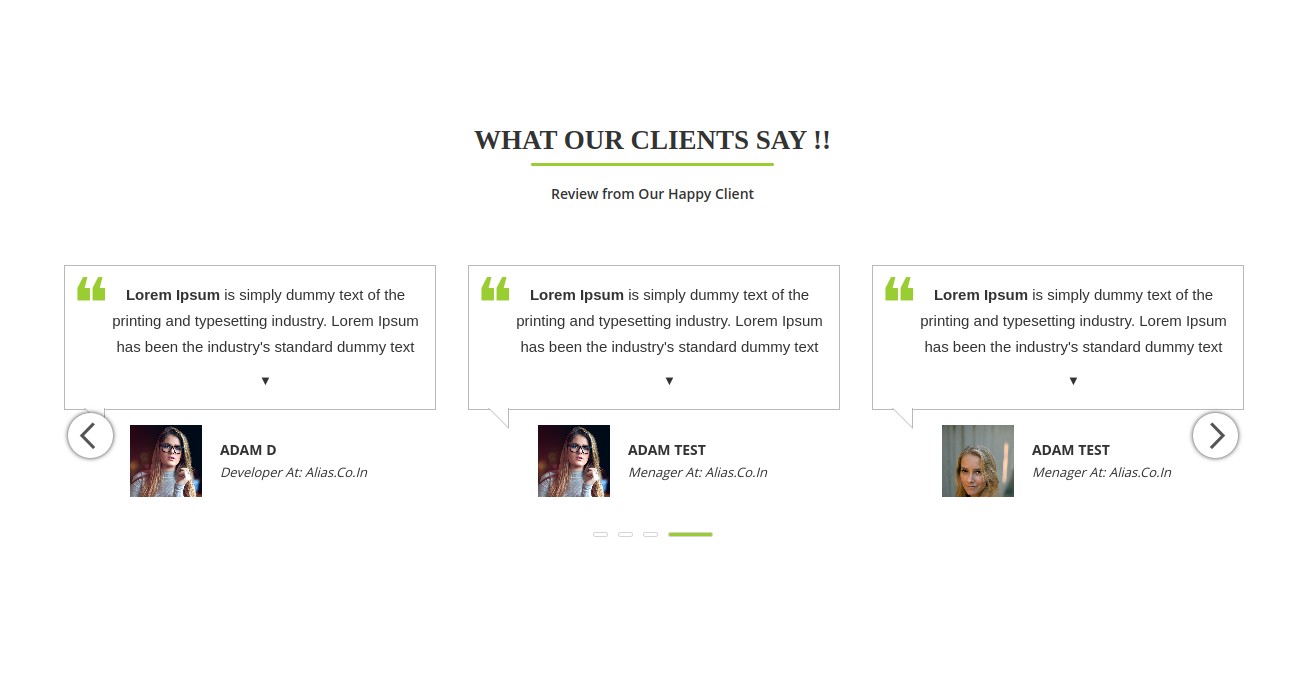 WHAT OUR CLIENTS SAY !!
Review from Our Happy Client
Lorem Ipsum is simply dummy text of the
printing and typesetting industry. Lorem Ipsum
has been the industry's standard dummy text
ADAM D
Developer At: Alias.Co.In
Lorem Ipsum is simply dummy text of the
printing and typesetting industry. Lorem Ipsum
has been the industry's standard dummy text
ADAM TEST
Menager At: Alias.Co.In
Lorem Ipsum is simply dummy text of the
printing and typesetting industry. Lorem Ipsum
has been the industry's standard dummy text
ADAM TEST
Menager At: Alias.Co.In